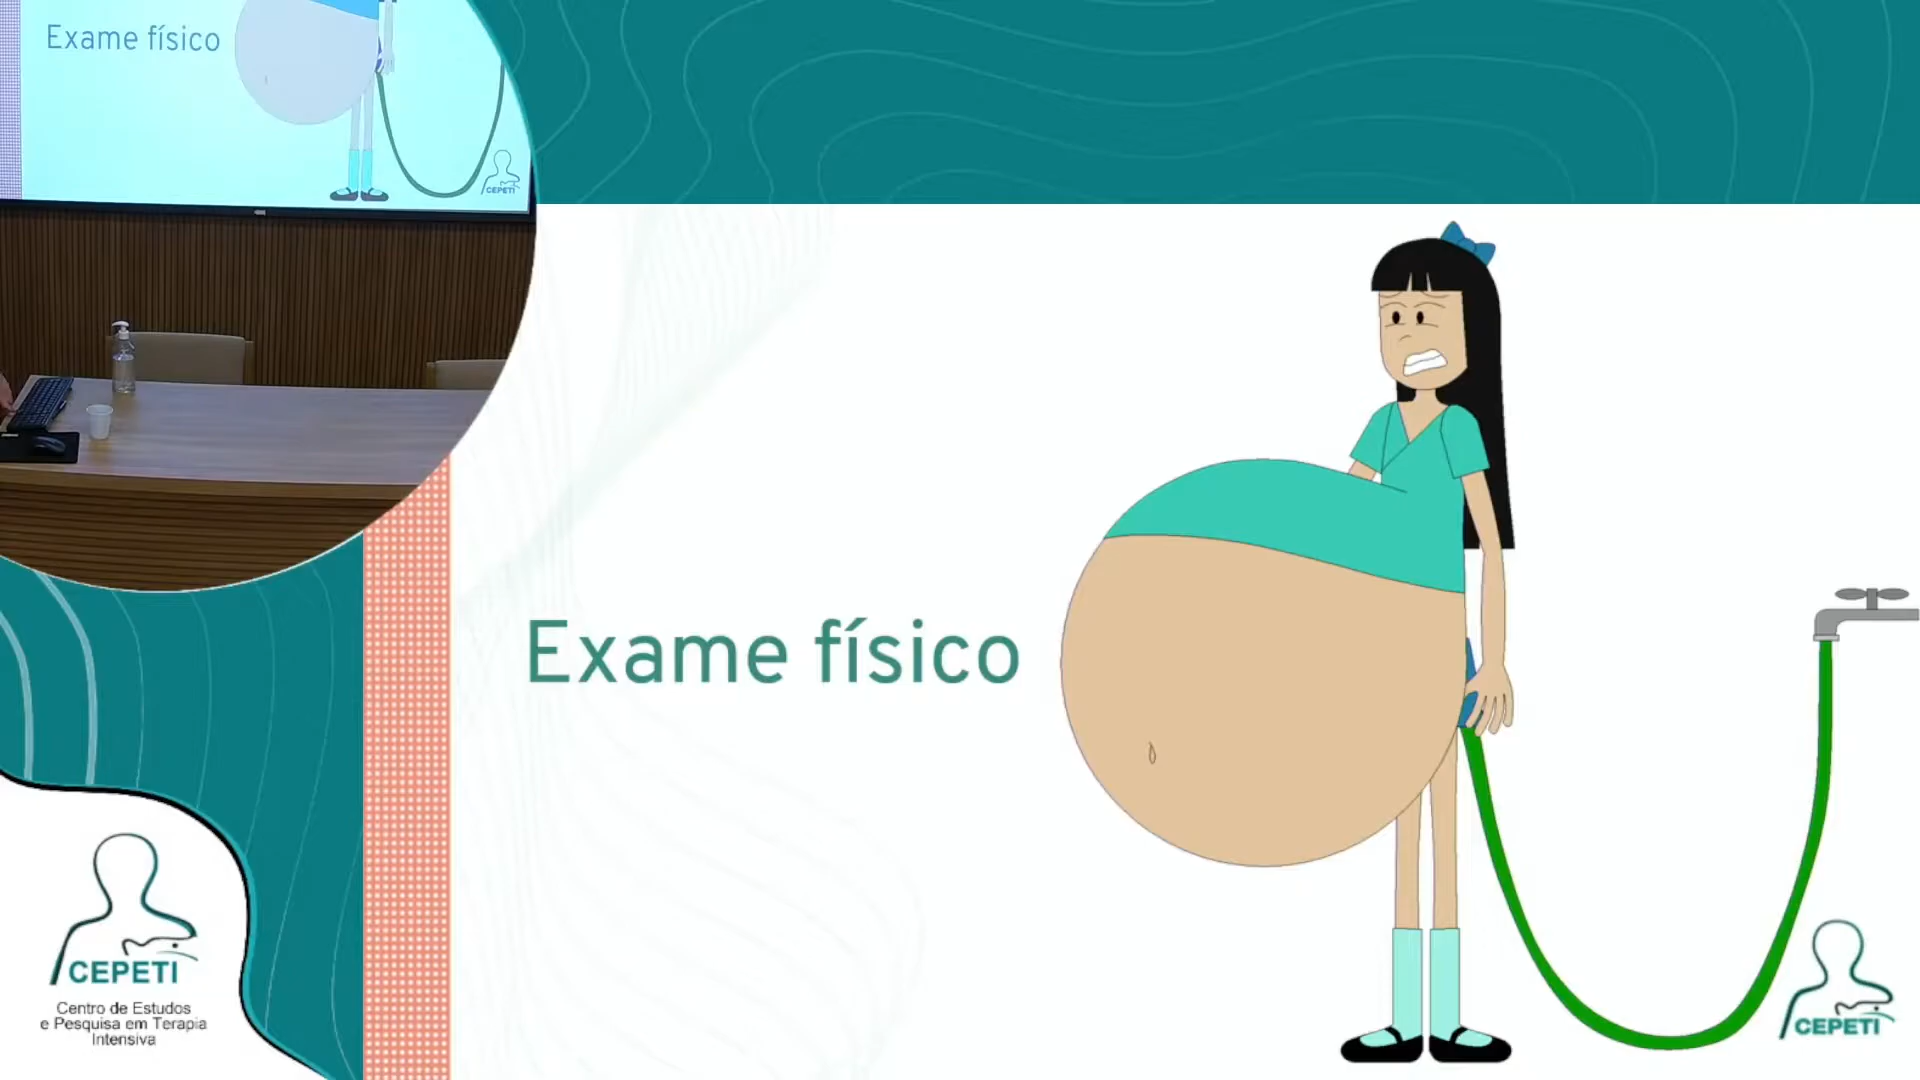 Exame físico
CEPETI
Exame físico
CEPETI
Centro de Estudos
e Pesquisa em Terapia
Intensiva
CEPETI